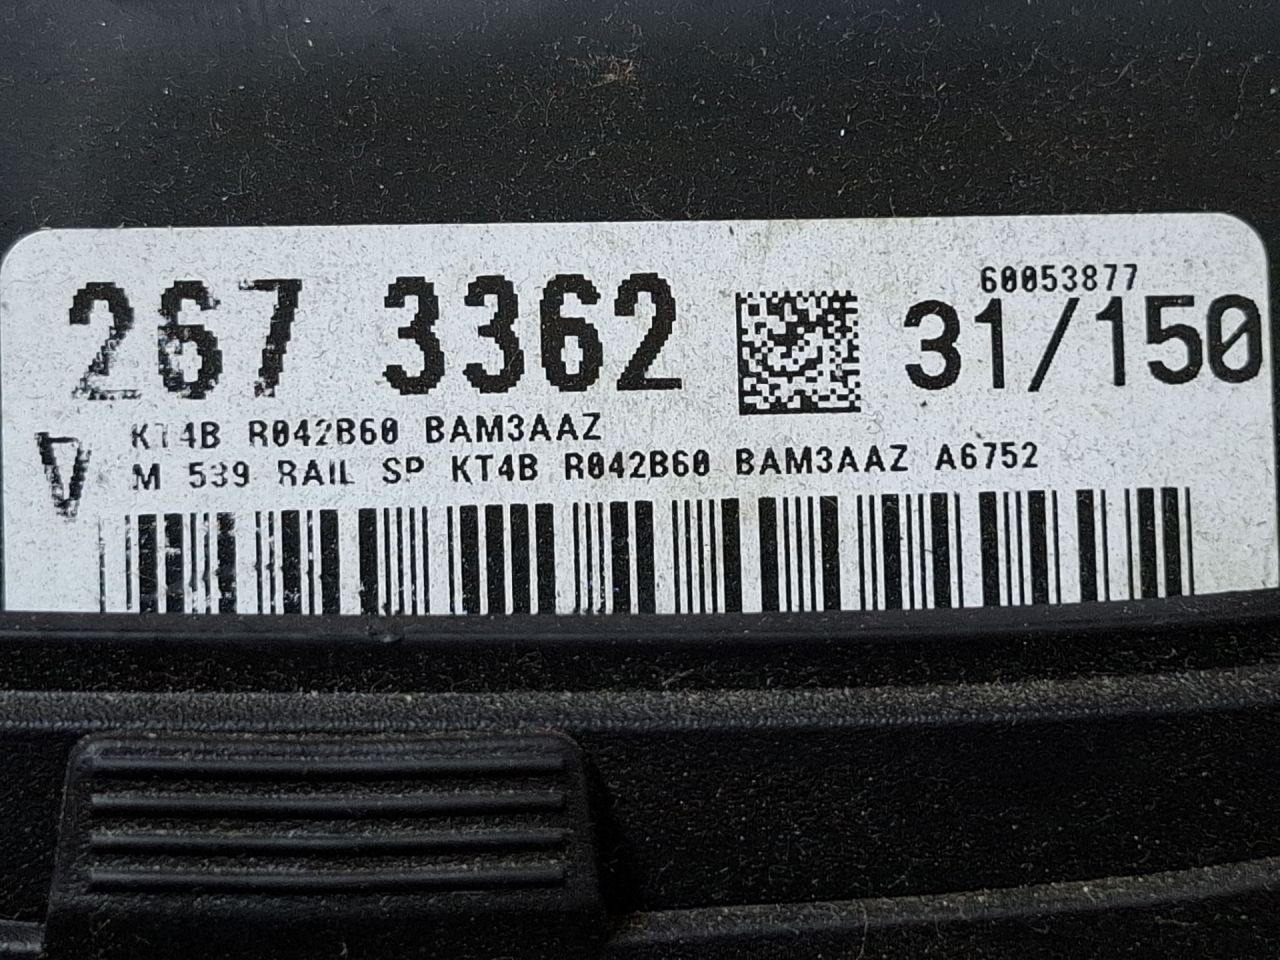 60053877
267 3362 31/150
KT4B R042B60 BAM3AAZ
M 539 RAIL SP KT4B R042B60 BAM3AAZ A6752